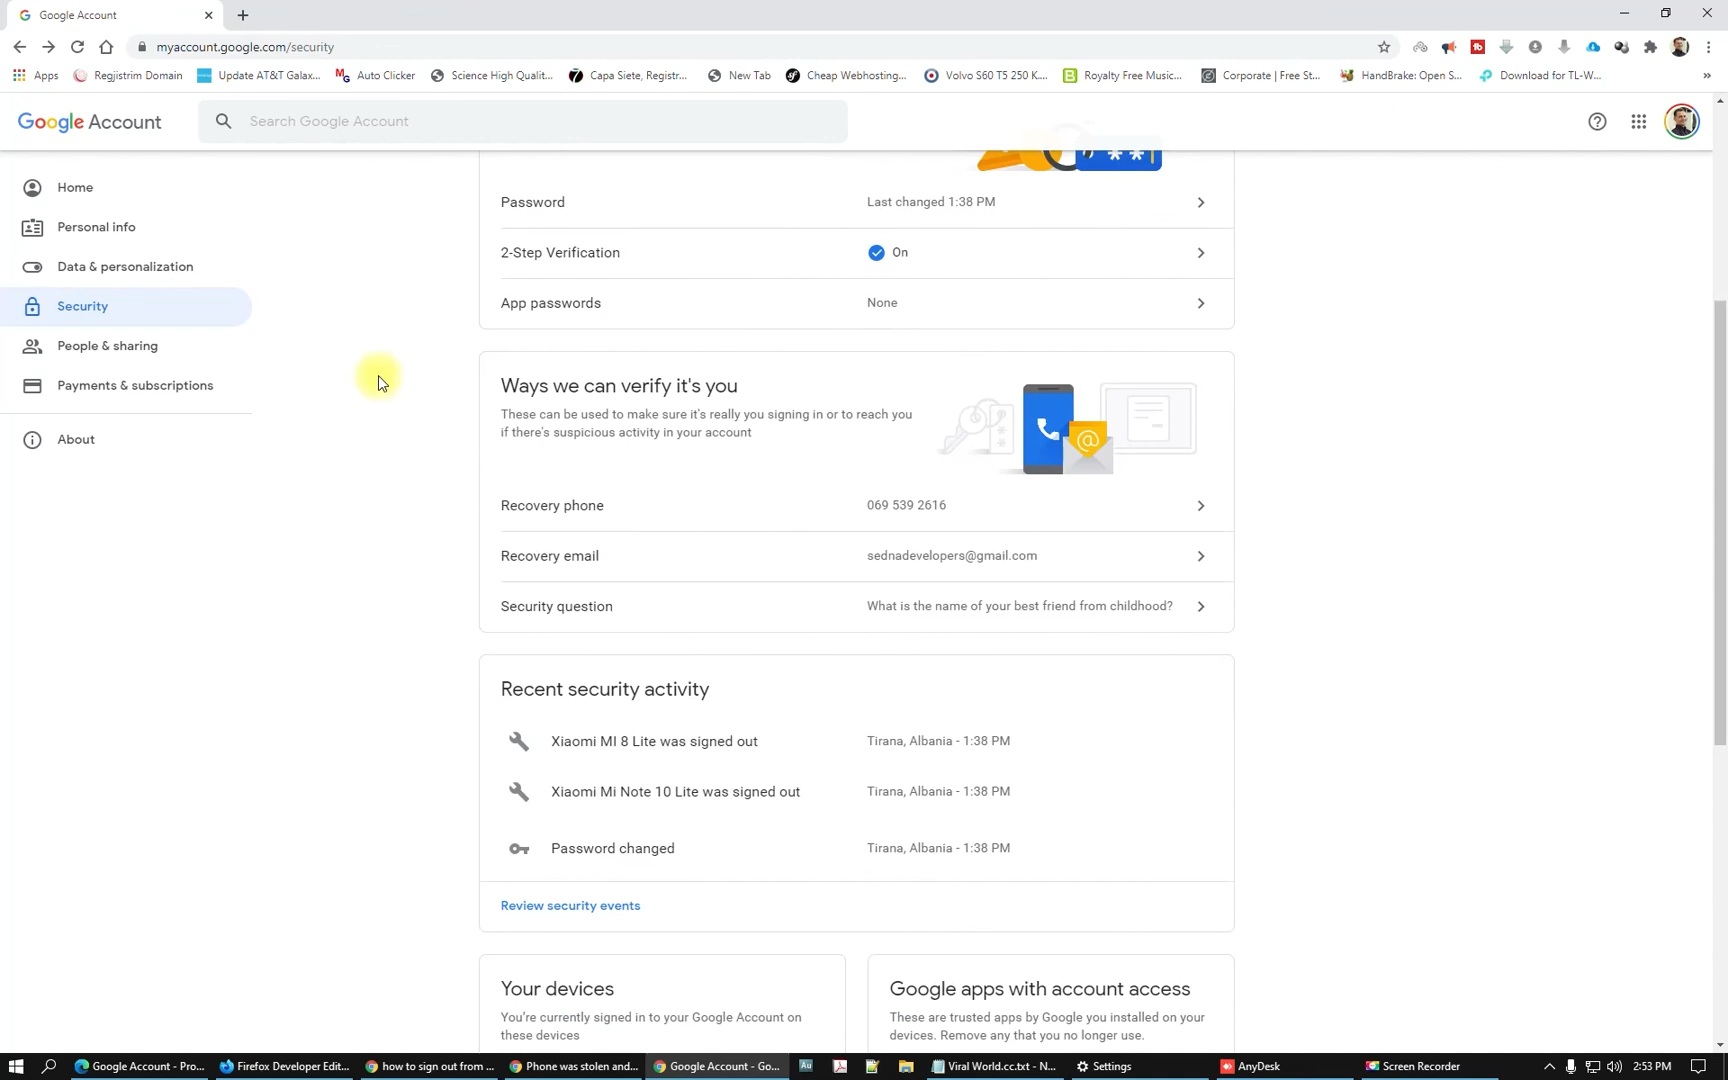 Google Account
myaccount.google.com/security
Apps
Regjistrim Domain
Update AT&T Galax...
Auto Clicker
Science High Qualit...
Capa Siete, Registr...
New Tab
Cheap Webhosting...
Volvo S60 T5 250 K...
Royalty Free Music...
Corporate | Free St...
HandBrake: Open S...
Download for TL-W...
»
Google Account
Search Google Account
Home
Personal info
Data & personalization
Security
People & sharing
Payments & subscriptions
About
Password
Last changed 1:38 PM
2-Step Verification
On
App passwords
None
Ways we can verify it's you
These can be used to make sure it's really you signing in or to reach you
if there's suspicious activity in your account
Recovery phone
069 539 2616
Recovery email
sednadevelopers@gmail.com
Security question
What is the name of your best friend from childhood?
Recent security activity
Xiaomi MI 8 Lite was signed out
Tirana, Albania - 1:38 PM
Xiaomi Mi Note 10 Lite was signed out
Tirana, Albania - 1:38 PM
Password changed
Tirana, Albania - 1:38 PM
Review security events
Your devices
You're currently signed in to your Google Account on
these devices
Google apps with account access
These are trusted apps by Google you installed on your
devices. Remove any that you no longer use.
Google Account - Pro...
Firefox Developer Edit...
how to sign out from ...
Phone was stolen and...
Google Account - Go...
Au
Viral World.cc.txt - N...
Settings
AnyDesk
Screen Recorder
2:53 PM